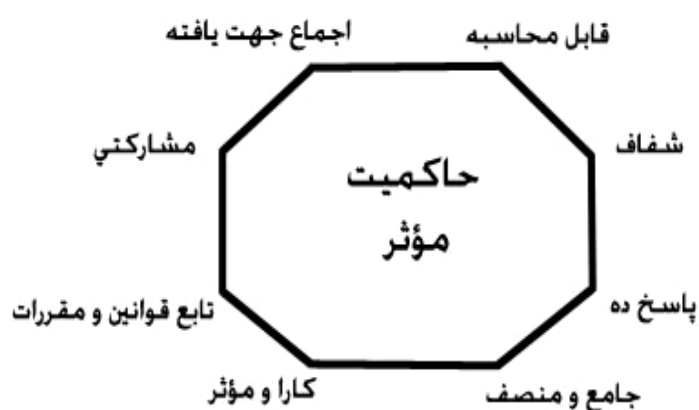 اجماع جهت یافته
قابل محاسبه
مشارکتي
شفاف
حاکمیت
مؤثر
تابع قوانین و مقررات
پاسخ ده
کارا و مؤثر
جامع و منصف